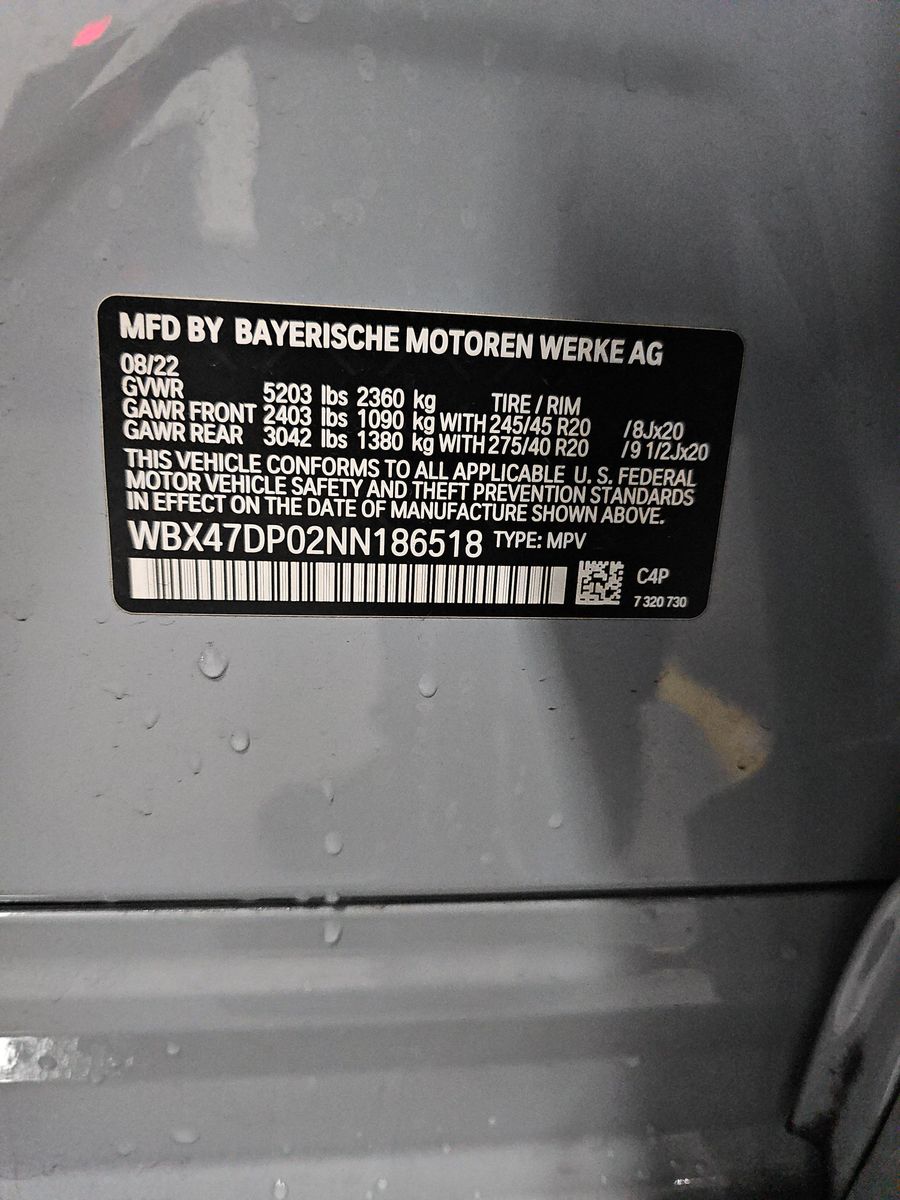 MFD BY BAYERISCHE MOTOREN WERKE AG
08/22
GVWR 5203 lbs 2360 kg TIRE / RIM
GAWR FRONT 2403 lbs 1090 kg WITH 245/45 R20 /8Jx20
GAWR REAR 3042 lbs 1380 kg WITH 275/40 R20 /9 1/2Jx20
THIS VEHICLE CONFORMS TO ALL APPLICABLE U. S. FEDERAL
MOTOR VEHICLE SAFETY AND THEFT PREVENTION STANDARDS
IN EFFECT ON THE DATE OF MANUFACTURE SHOWN ABOVE.
WBX47DP02NN186518 TYPE: MPV
C4P
7 320 730